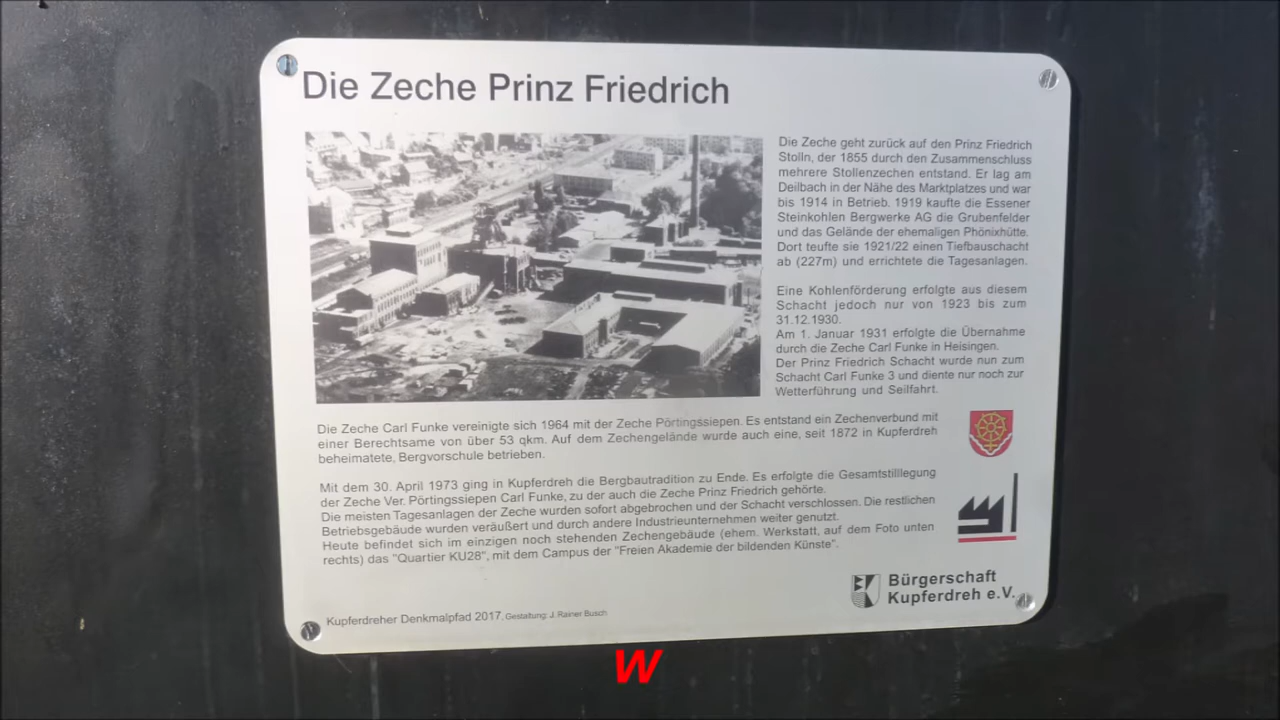 Die Zeche Prinz Friedrich
Die Zeche geht zurück auf den Prinz Friedrich
Stolln, der 1855 durch den Zusammenschluss
mehrere Stollenzechen entstand. Er lag am
Deilbach in der Nähe des Marktplatzes und war
bis 1914 in Betrieb. 1919 kaufte die Essener
Steinkohlen Bergwerke AG die Grubenfelder
und das Gelände der ehemaligen Phönixhütte.
Dort teufte sie 1921/22 einen Tiefbauschacht
ab (227m) und errichtete die Tagesanlagen.
Eine Kohlenförderung erfolgte aus diesem
Schacht jedoch nur von 1923 bis zum
31.12.1930.
Am 1. Januar 1931 erfolgte die Übernahme
durch die Zeche Carl Funke in Heisingen.
Der Prinz Friedrich Schacht wurde nun zum
Schacht Carl Funke 3 und diente nur noch zur
Wetterführung und Seilfahrt.
Die Zeche Carl Funke vereinigte sich 1964 mit der Zeche Pörtingssiepen. Es entstand ein Zechenverbund mit
einer Berechtsame von über 53 qkm. Auf dem Zechengelände wurde auch eine, seit 1872 in Kupferdreh
beheimatete, Bergvorschule betrieben.
Mit dem 30. April 1973 ging in Kupferdreh die Bergbautradition zu Ende. Es erfolgte die Gesamtstilllegung
der Zeche Ver. Pörtingssiepen Carl Funke, zu der auch die Zeche Prinz Friedrich gehörte.
Die meisten Tagesanlagen der Zeche wurden sofort abgebrochen und der Schacht verschlossen. Die restlichen
Betriebsgebäude wurden veräußert und durch andere Industrieunternehmen weiter genutzt.
Heute befindet sich im einzigen noch stehenden Zechengebäude (ehem. Werkstatt, auf dem Foto unten
rechts) das "Quartier KU28", mit dem Campus der "Freien Akademie der bildenden Künste".
Bürgerschaft
Kupferdreh e.V.
Kupferdreher Denkmalpfad 2017, Gestaltung: J. Rainer Busch
W